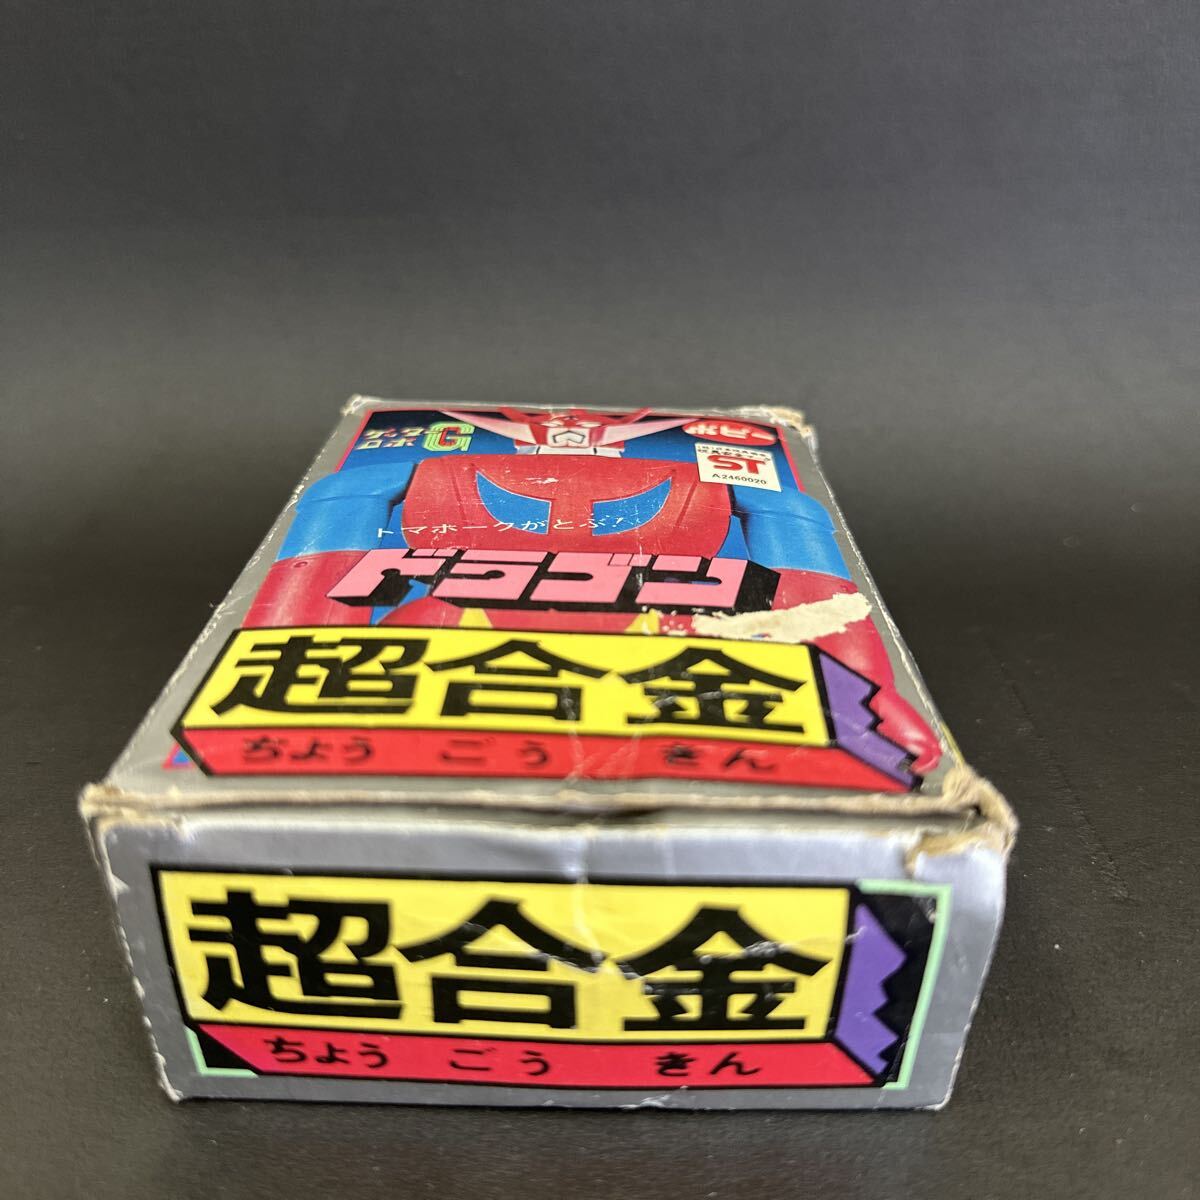 ゲッター
ロボG
ポピー
ST
A2460020
トマホークがとぶ!
ドラゴン
超合金
ちょう ごう きん
超合金
ちょう ごう きん